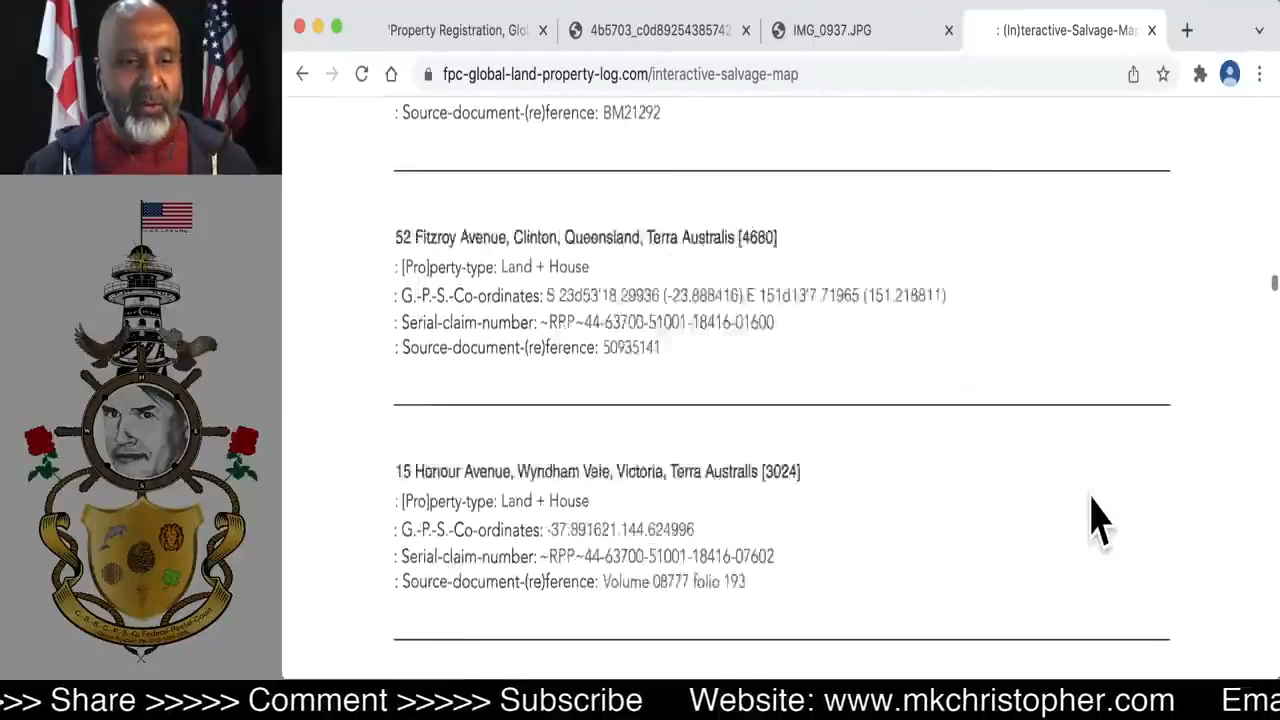 'Property Registration, Glo
4b5703_c0d89254385742
IMG_0937.JPG
: (In)teractive-Salvage-Ma
fpc-global-land-property-log.com/interactive-salvage-map
: Source-document-(re)ference: BM21292
52 Fitzroy Avenue, Clinton, Queensland, Terra Australis [4680]
: [Pro]perty-type: Land + House
: G.-P.-S.-Co-ordinates: S 23d53'18.29936 (-23.888416) E 151d13'7.71965 (151.218811)
: Serial-claim-number: ~RPP~44-63700-51001-18416-01600
: Source-document-(re)ference: 50935141
15 Honour Avenue, Wyndham Vale, Victoria, Terra Australis [3024]
: [Pro]perty-type: Land + House
: G.-P.-S.-Co-ordinates: -37.891621.144.624996
: Serial-claim-number: ~RPP~44-63700-51001-18416-07602
: Source-document-(re)ference: Volume 08777 folio 193
N
W
S
C.-S.-S.-C.-P.-S.-G. Federal-Postal-Court
>>> Share >>>>> Comment >>>>> Subscribe Website: www.mkchristopher.com Ema